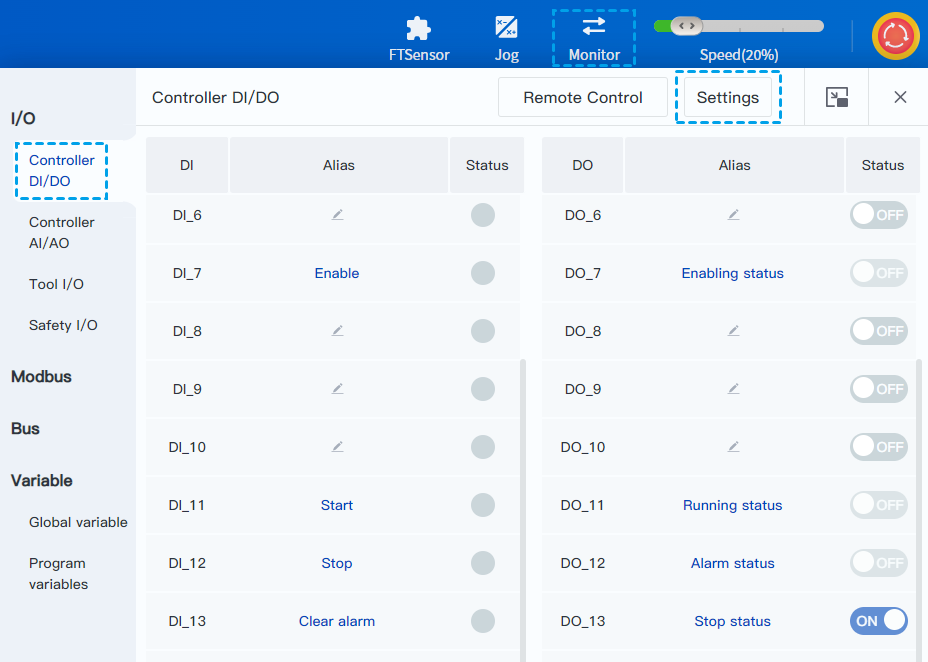 FTSensor
Jog
Monitor
Speed(20%)
I/O
Controller
DI/DO
Controller
AI/AO
Tool I/O
Safety I/O
Modbus
Bus
Variable
Global variable
Program
variables
Controller DI/DO
Remote Control
Settings
DI Alias Status DO Alias Status
DI_6 DO_6 OFF
DI_7 Enable DO_7 Enabling status OFF
DI_8 DO_8 OFF
DI_9 DO_9 OFF
DI_10 DO_10 OFF
DI_11 Start DO_11 Running status OFF
DI_12 Stop DO_12 Alarm status OFF
DI_13 Clear alarm DO_13 Stop status ON